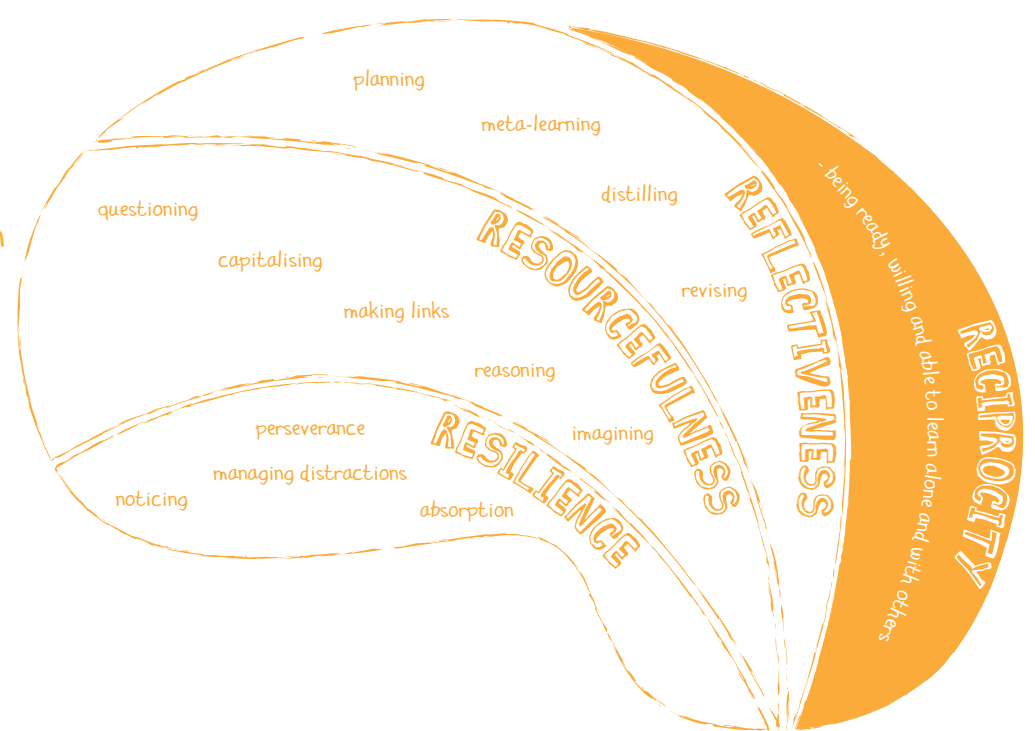 planning
meta-learning
distilling
revising
REFLECTIVENESS
questioning
capitalising
making links
reasoning
imagining
RESOURCEFULNESS
perseverance
managing distractions
noticing
absorption
RESILIENCE
RECIPROCITY
- being ready, willing and able to learn alone and with others